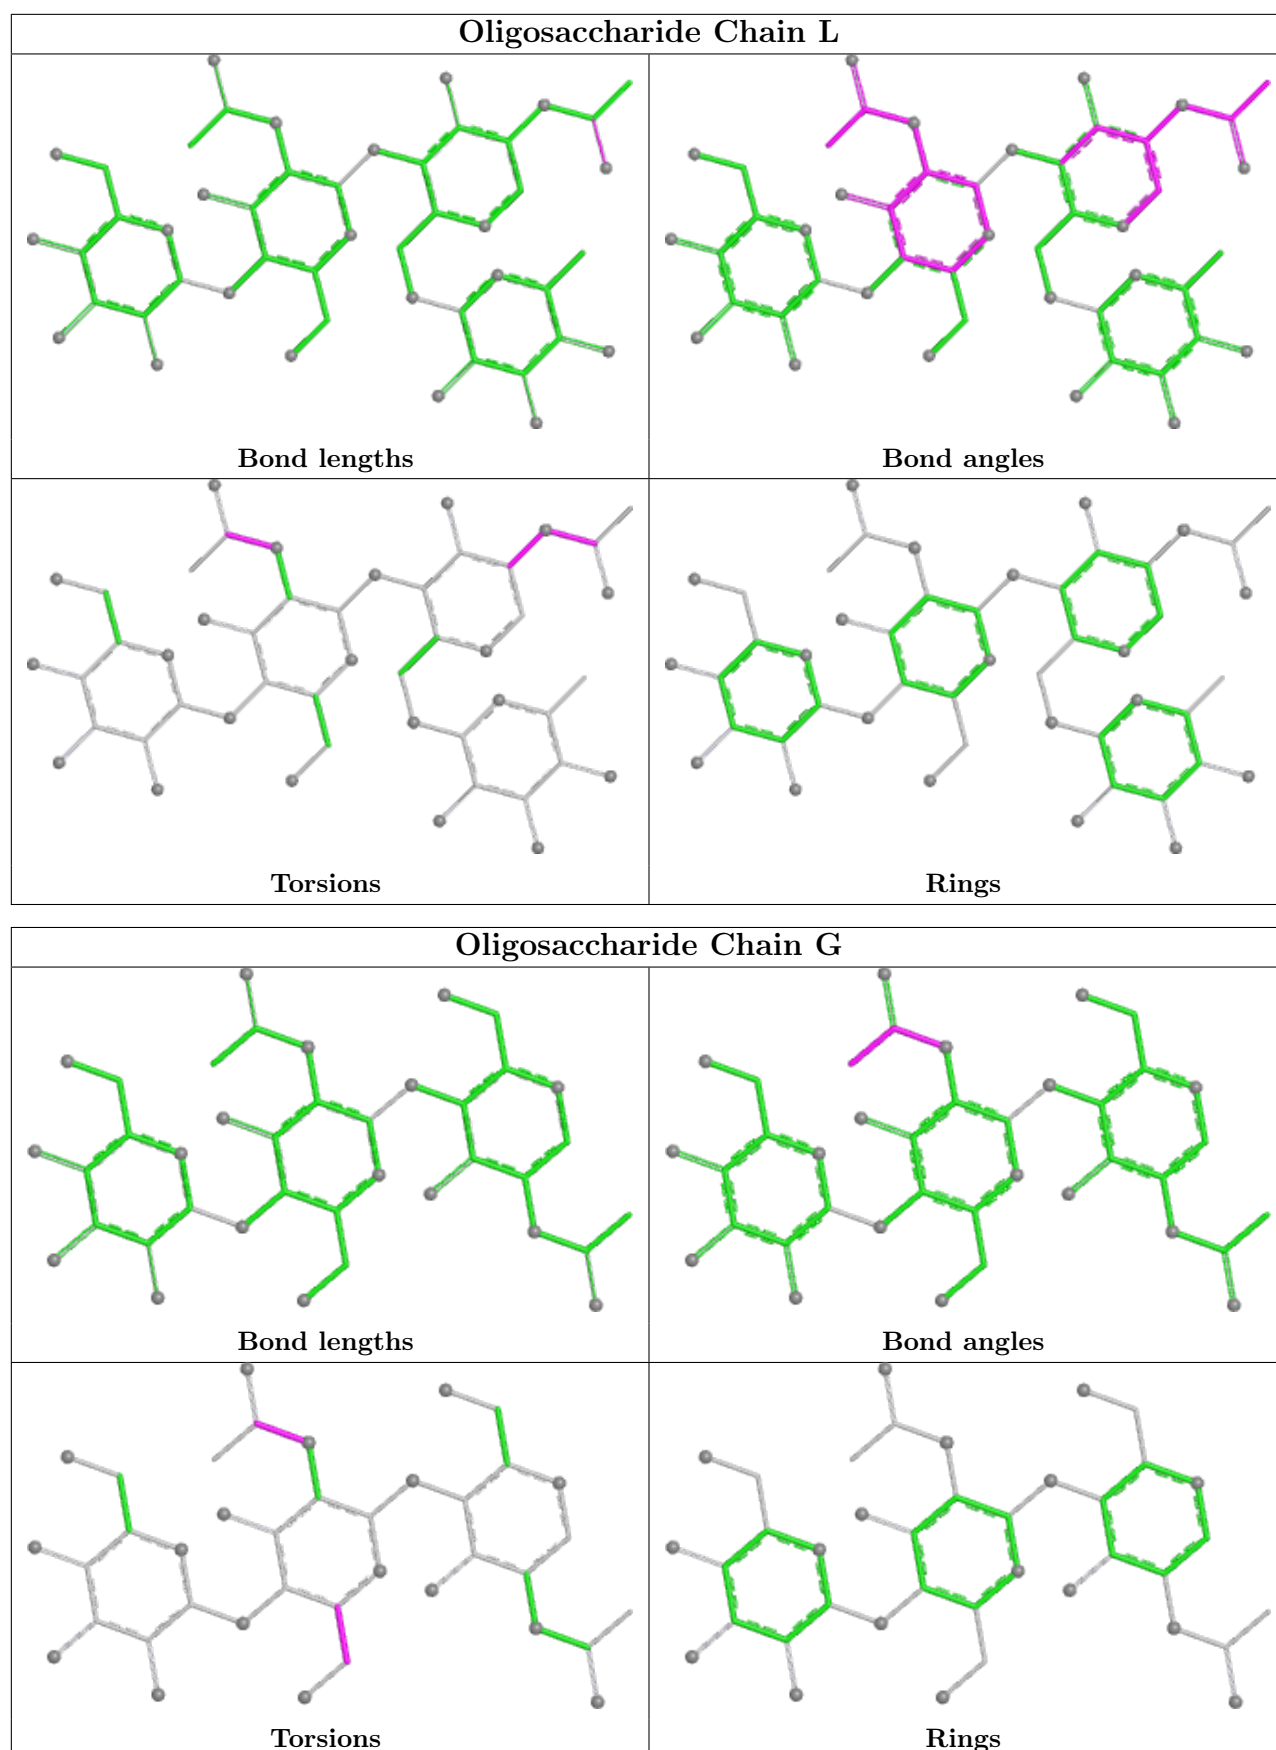 Oligosaccharide Chain L
Bond lengths
Bond angles
Torsions
Rings
Oligosaccharide Chain G
Bond lengths
Bond angles
Torsions
Rings